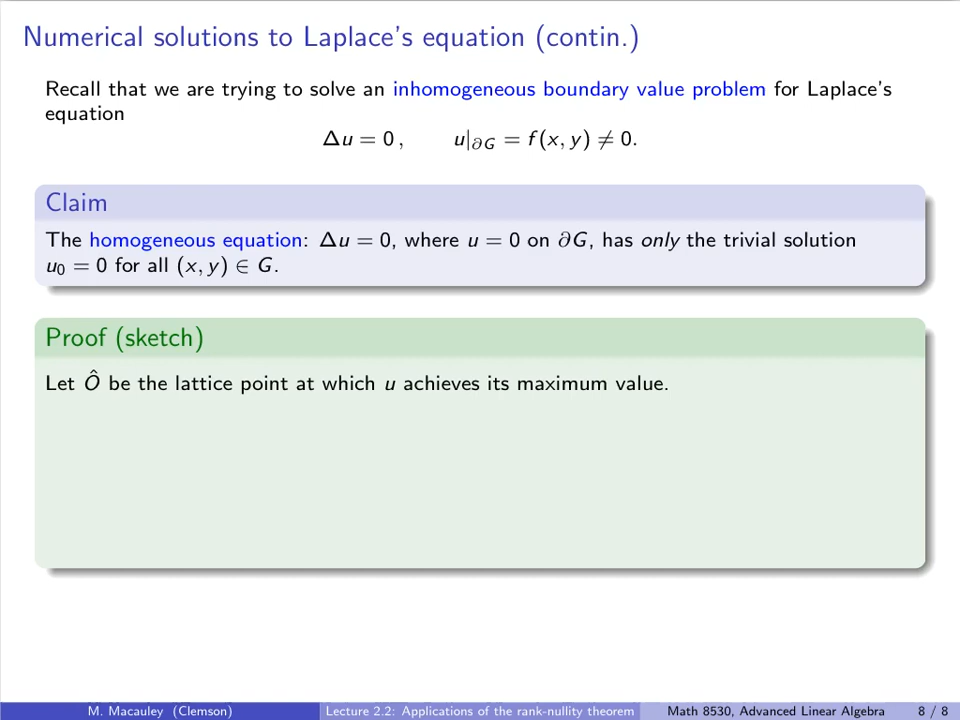 Numerical solutions to Laplace's equation (contin.)
Recall that we are trying to solve an inhomogeneous boundary value problem for Laplace's
equation
Δu = 0 , u|∂G = f(x, y) ≠ 0.
Claim
The homogeneous equation: Δu = 0, where u = 0 on ∂G, has only the trivial solution
u₀ = 0 for all (x, y) ∈ G.
Proof (sketch)
Let Ô be the lattice point at which u achieves its maximum value.
M. Macauley (Clemson) Lecture 2.2: Applications of the rank-nullity theorem Math 8530, Advanced Linear Algebra 8 / 8